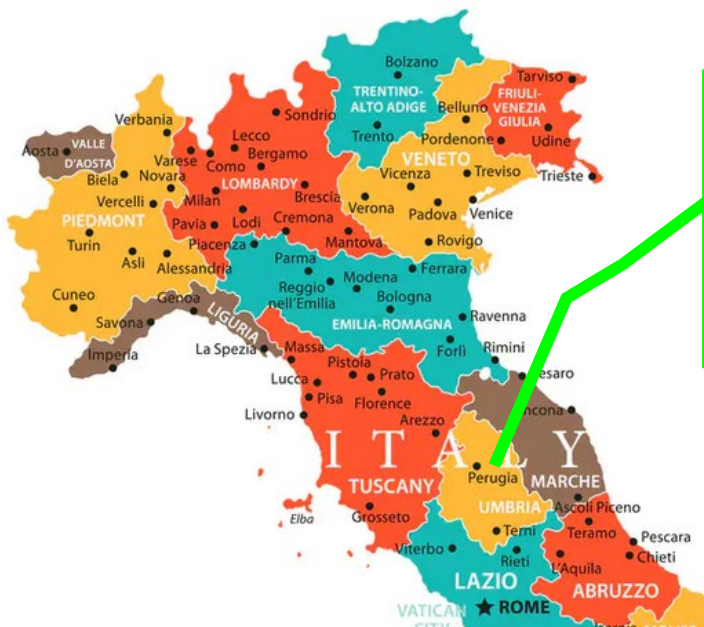 Bolzano
Tarviso
TRENTINO-
ALTO ADIGE
FRIULI-
VENEZIA
GIULIA
Belluno
Sondrio
Verbania
Trento
Pordenone
Udine
VALLE
D'AOSTA
Aosta
Lecco
Varese
Como
Bergamo
VENETO
Treviso
Trieste
Biela
Novara
LOMBARDY
Vicenza
Vercelli
Milan
Brescia
Verona
Padova
Venice
PIEDMONT
Pavia
Lodi
Cremona
Turin
Piacenza
Mantova
Rovigo
Asli
Alessandria
Parma
Ferrara
Reggio
nell'Emilia
Modena
Cuneo
Genoa
Bologna
LIGURIA
Savona
EMILIA-ROMAGNA
Ravenna
Imperia
La Spezia
Massa
Forlì
Rimini
Pistoia
Prato
Lucca
esaro
Pisa
Florence
Livorno
Arezzo
ncona
ITALY
Perugia
TUSCANY
MARCHE
UMBRIA
Elba
Grosseto
Ascoli Piceno
Terni
Teramo
Pescara
Viterbo
Rieti
L'Aquila
Chieti
LAZIO
ABRUZZO
VATICAN
CITY
ROME